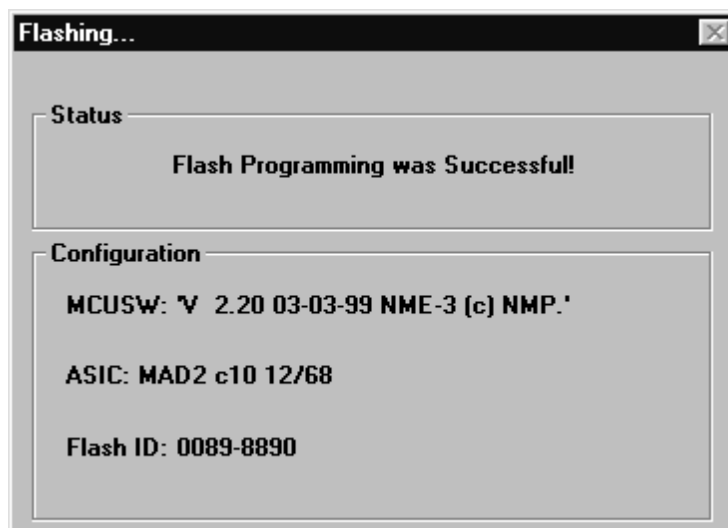 Flashing...
Status
Flash Programming was Successful!
Configuration
MCUSW: 'V  2.20 03-03-99 NME-3 (c) NMP.'
ASIC: MAD2 c10 12/68
Flash ID: 0089-8890